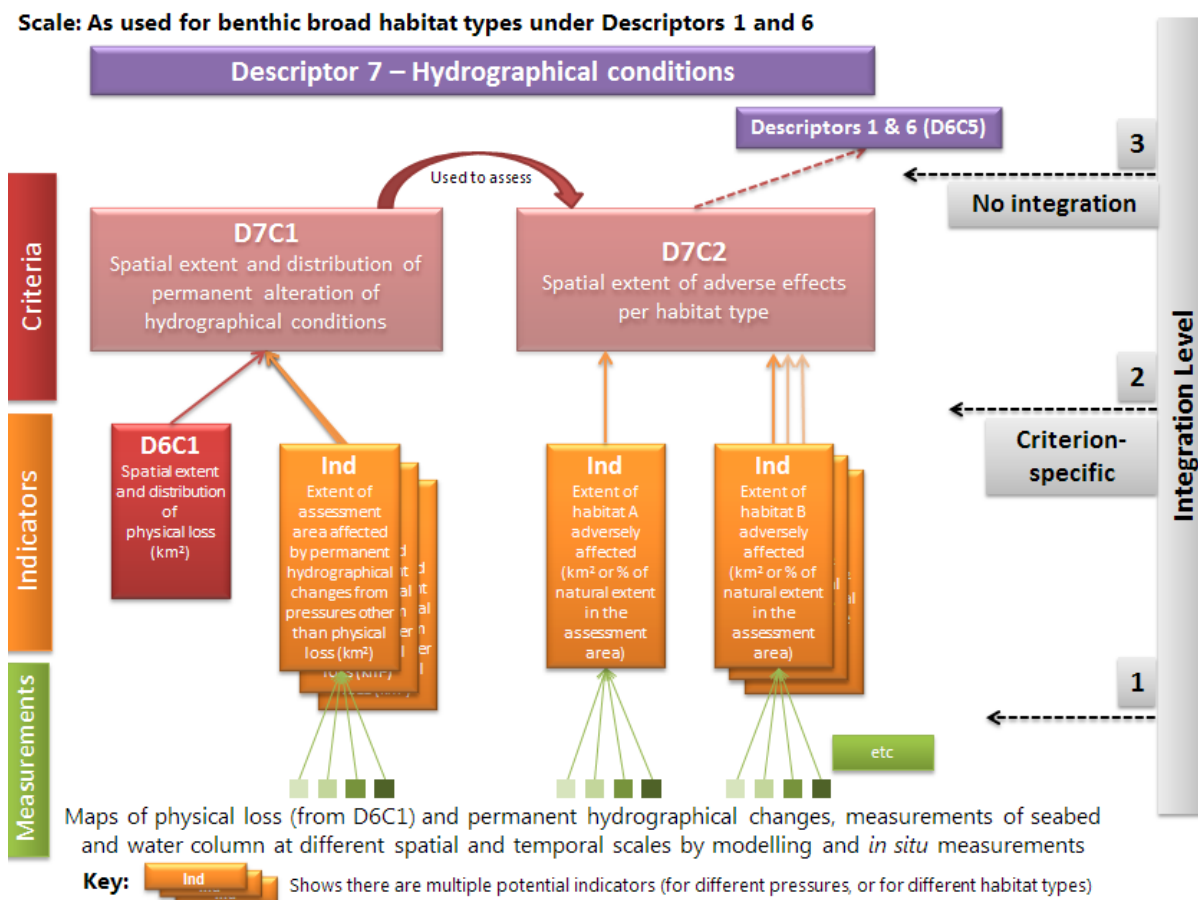 Scale: As used for benthic broad habitat types under Descriptors 1 and 6
Descriptor 7 – Hydrographical conditions
Descriptors 1 & 6 (D6C5)
3
No integration
Used to assess
Criteria
D7C1
Spatial extent and distribution of
permanent alteration of
hydrographical conditions
D7C2
Spatial extent of adverse effects
per habitat type
2
Criterion-
specific
Integration Level
Indicators
D6C1
Spatial extent
and distribution
of
physical loss
(km²)
Ind
Extent of
assessment
area affected
by permanent
hydrographical
changes from
pressures other
than physical
loss (km²)
Ind
Extent of
habitat A
adversely
affected
(km² or % of
natural extent
in the
assessment
area)
Ind
Extent of
habitat B
adversely
affected
(km² or % of
natural extent
in the
assessment
area)
1
Measurements
etc
Maps of physical loss (from D6C1) and permanent hydrographical changes, measurements of seabed
and water column at different spatial and temporal scales by modelling and in situ measurements
Key:
Ind
Shows there are multiple potential indicators (for different pressures, or for different habitat types)